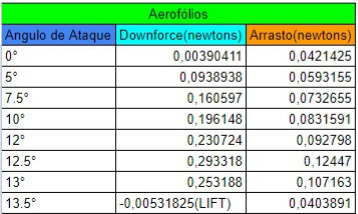 Aerofólios
Angulo de Ataque Downforce(newtons) Arrasto(newtons)
0° 0,00390411 0,0421425
5° 0,0938938 0,0593155
7.5° 0,160597 0,0732655
10° 0,196148 0,0831591
12° 0,230724 0,092798
12.5° 0,293318 0,12447
13° 0,253188 0,107163
13.5° -0,00531825(LIFT) 0,0403891